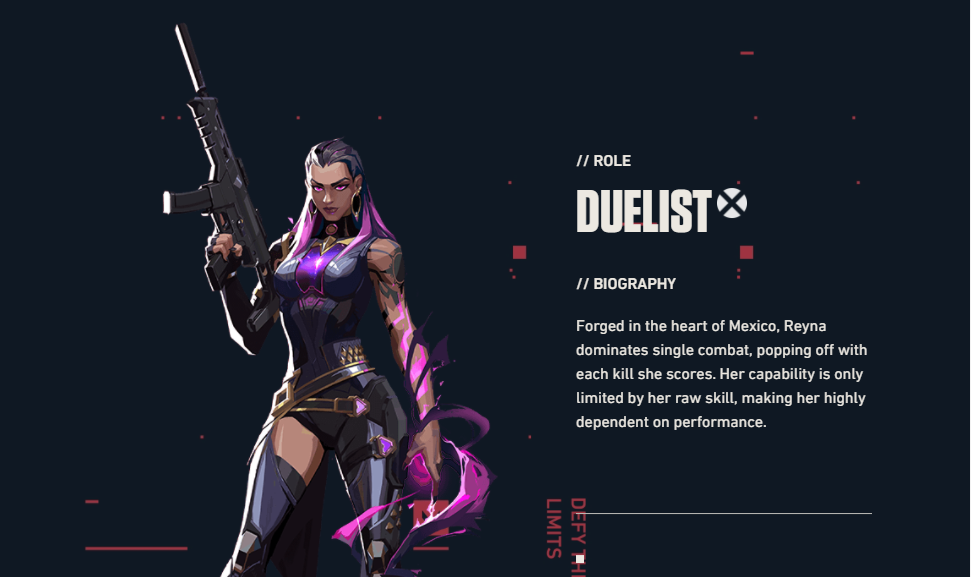 // ROLE
DUELIST
// BIOGRAPHY
Forged in the heart of Mexico, Reyna
dominates single combat, popping off with
each kill she scores. Her capability is only
limited by her raw skill, making her highly
dependent on performance.
DEFY TH
LIMITS